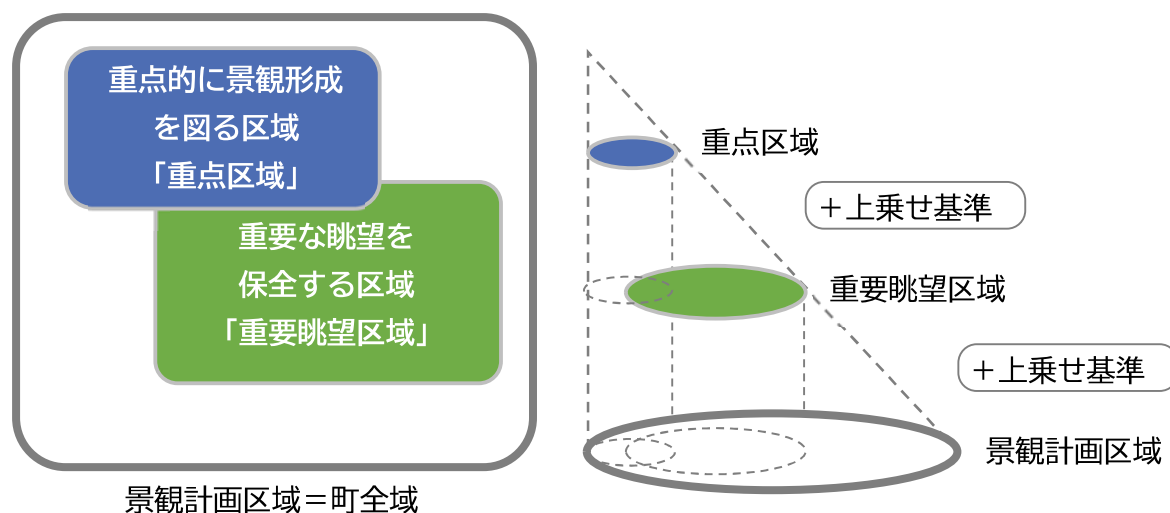 重点的に景観形成
を図る区域
「重点区域」
重要な眺望を
保全する区域
「重要眺望区域」
景観計画区域＝町全域
重点区域
＋上乗せ基準
重要眺望区域
＋上乗せ基準
景観計画区域